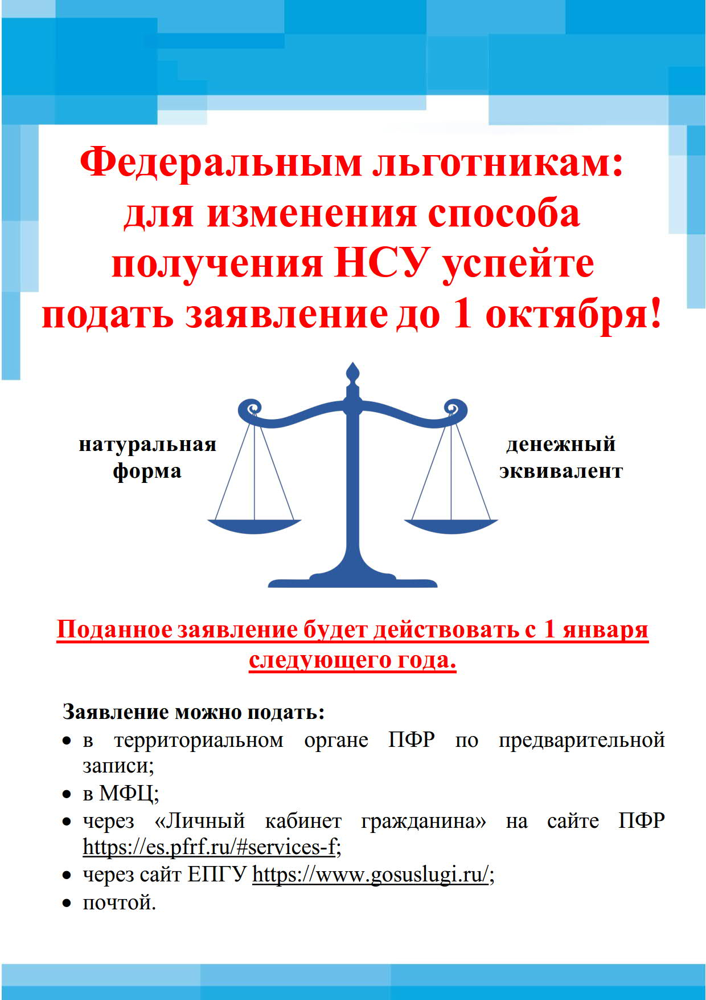 Федеральным льготникам:
для изменения способа
получения НСУ успейте
подать заявление до 1 октября!
натуральная
форма
денежный
эквивалент
Поданное заявление будет действовать с 1 января
следующего года.
Заявление можно подать:
• в территориальном органе ПФР по предварительной
записи;
• в МФЦ;
• через «Личный кабинет гражданина» на сайте ПФР
https://es.pfrf.ru/#services-f;
• через сайт ЕПГУ https://www.gosuslugi.ru/;
• почтой.